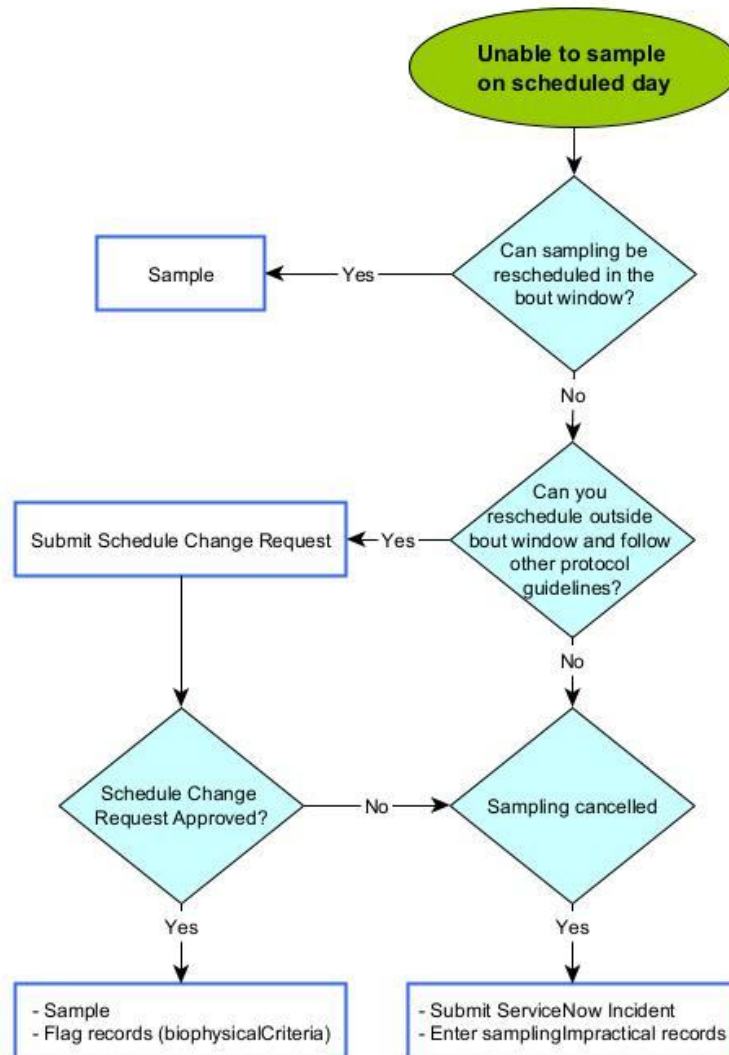 Unable to sample
on scheduled day
Can sampling be
rescheduled in the
bout window?
Yes
Sample
No
Can you
reschedule outside
bout window and follow
other protocol
guidelines?
Yes
Submit Schedule Change Request
No
Schedule Change
Request Approved?
No
Sampling cancelled
Yes
Yes
- Sample
- Flag records (biophysicalCriteria)
- Submit ServiceNow Incident
- Enter samplingImpractical records